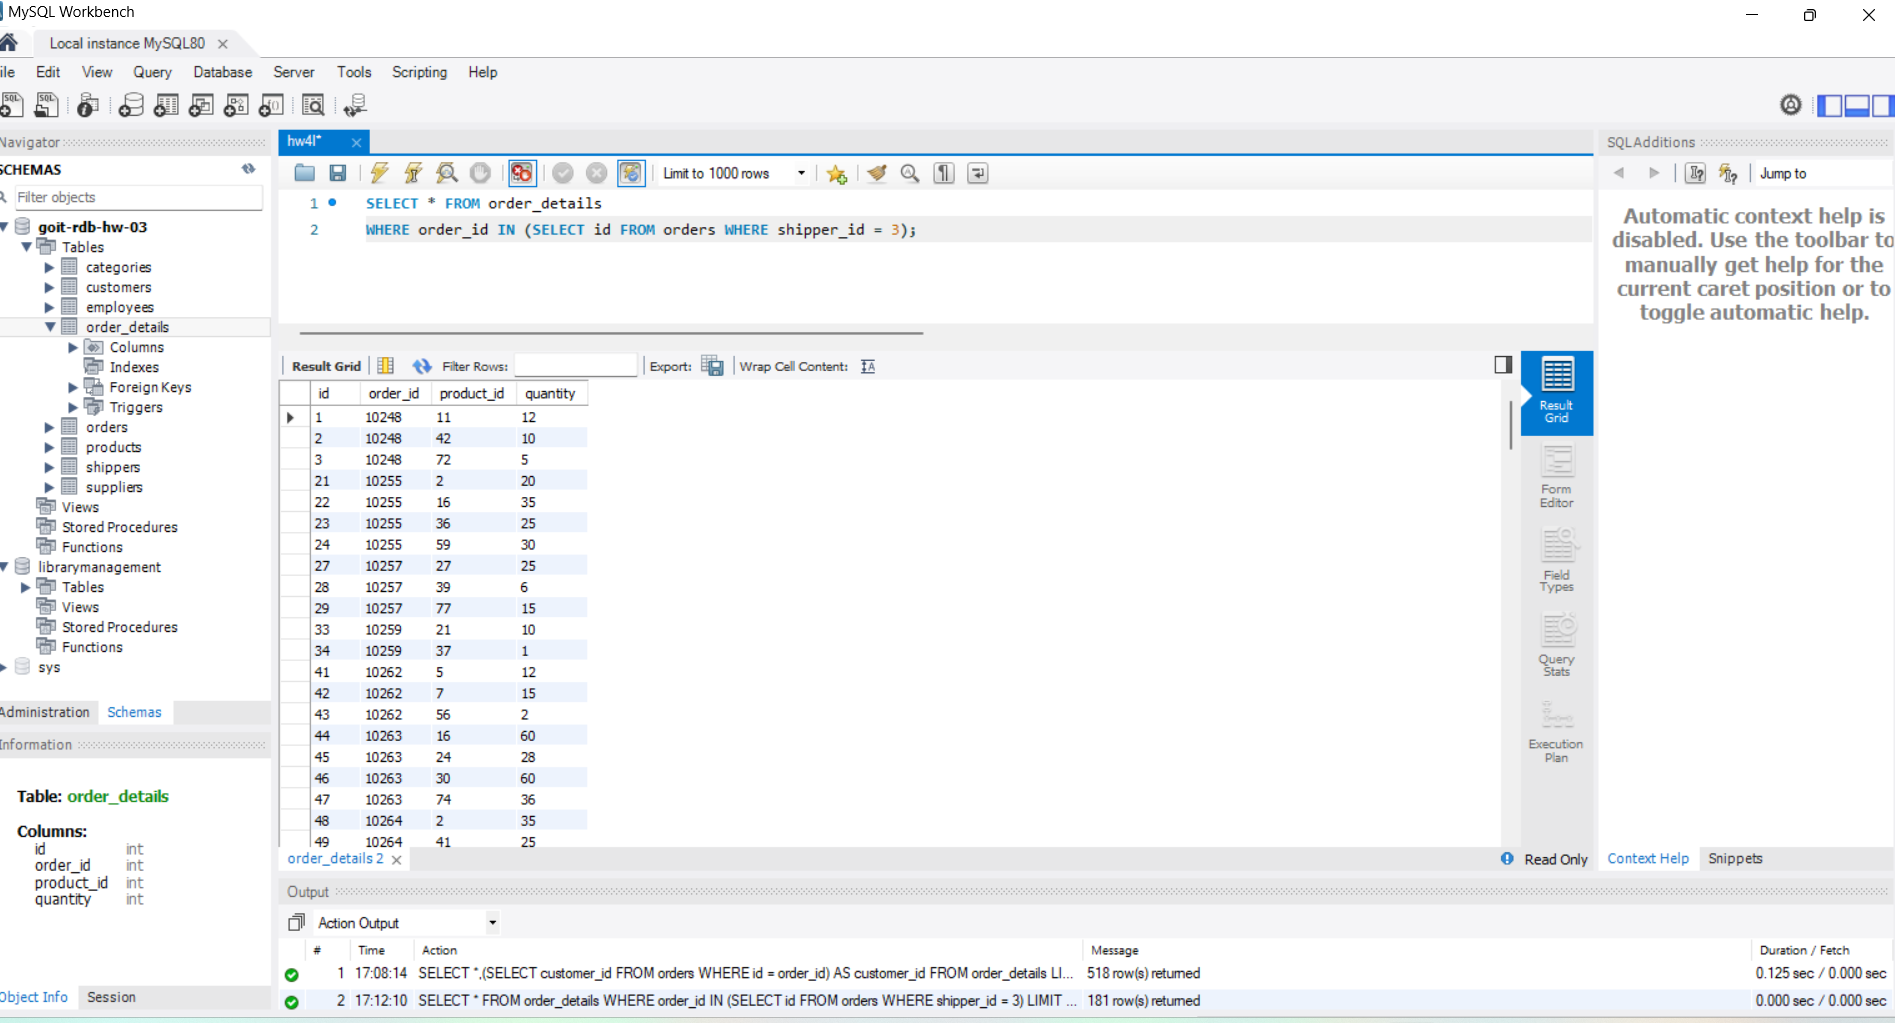 MySQL Workbench
Local instance MySQL80
ile Edit View Query Database Server Tools Scripting Help
Navigator
SCHEMAS
Filter objects
goit-rdb-hw-03
Tables
categories
customers
employees
order_details
Columns
Indexes
Foreign Keys
Triggers
orders
products
shippers
suppliers
Views
Stored Procedures
Functions
librarymanagement
Tables
Views
Stored Procedures
Functions
sys
Administration Schemas
Information
Table: order_details
Columns:
id int
order_id int
product_id int
quantity int
Object Info Session
hw4l*
Limit to 1000 rows
1 SELECT * FROM order_details
2 WHERE order_id IN (SELECT id FROM orders WHERE shipper_id = 3);
Result Grid Filter Rows: Export: Wrap Cell Content:
id order_id product_id quantity
1 10248 11 12
2 10248 42 10
3 10248 72 5
21 10255 2 20
22 10255 16 35
23 10255 36 25
24 10255 59 30
27 10257 27 25
28 10257 39 6
29 10257 77 15
33 10259 21 10
34 10259 37 1
41 10262 5 12
42 10262 7 15
43 10262 56 2
44 10263 16 60
45 10263 24 28
46 10263 30 60
47 10263 74 36
48 10264 2 35
49 10264 41 25
order_details 2
Read Only
Result
Grid
Form
Editor
Field
Types
Query
Stats
Execution
Plan
SQLAdditions
Jump to
Automatic context help is
disabled. Use the toolbar to
manually get help for the
current caret position or to
toggle automatic help.
Context Help Snippets
Output
Action Output
# Time Action Message Duration / Fetch
1 17:08:14 SELECT *,(SELECT customer_id FROM orders WHERE id = order_id) AS customer_id FROM order_details LI... 518 row(s) returned 0.125 sec / 0.000 sec
2 17:12:10 SELECT * FROM order_details WHERE order_id IN (SELECT id FROM orders WHERE shipper_id = 3) LIMIT ... 181 row(s) returned 0.000 sec / 0.000 sec